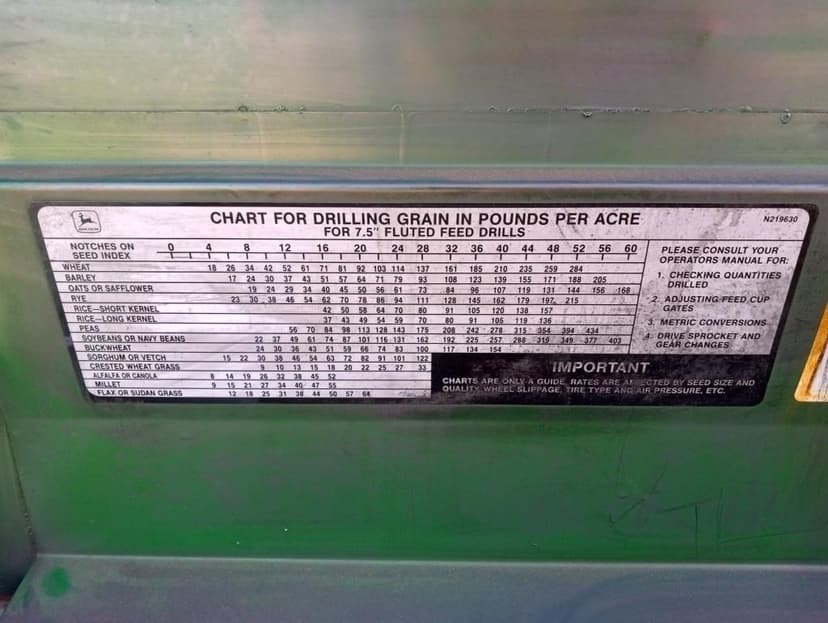 JOHN DEERE
CHART FOR DRILLING GRAIN IN POUNDS PER ACRE
N219630
FOR 7.5" FLUTED FEED DRILLS
NOTCHES ON SEED INDEX 0 4 8 12 16 20 24 28 32 36 40 44 48 52 56 60
WHEAT 18 26 34 42 52 61 71 81 92 103 114 137 161 185 210 235 259 284
BARLEY 17 24 30 37 43 51 57 64 71 79 93 108 123 139 155 171 188 205
OATS OR SAFFLOWER 19 24 29 34 40 45 50 56 61 73 84 96 107 119 131 144 156 168
RYE 23 30 38 46 54 62 70 78 86 94 111 128 145 162 179 197 215
RICE—SHORT KERNEL 42 50 58 64 70 80 91 105 120 138 157
RICE—LONG KERNEL 37 43 49 54 59 70 80 91 105 119 136
PEAS 56 70 84 98 113 128 143 175 208 242 278 315 354 394 434
SOYBEANS OR NAVY BEANS 22 37 49 61 74 87 101 116 131 162 192 225 257 288 319 349 377 403
BUCKWHEAT 24 30 36 43 51 59 66 74 83 100 117 134 154
SORGHUM OR VETCH 15 22 30 38 46 54 63 72 82 91 101 122
CRESTED WHEAT GRASS 9 10 13 15 18 20 22 25 27 33
ALFALFA OR CANOLA 8 14 19 26 32 38 45 52
MILLET 9 15 21 27 34 40 47 55
FLAX OR SUDAN GRASS 12 18 25 31 38 44 50 57 64
PLEASE CONSULT YOUR
OPERATORS MANUAL FOR:
1. CHECKING QUANTITIES
DRILLED
2. ADJUSTING FEED CUP
GATES
3. METRIC CONVERSIONS
4. DRIVE SPROCKET AND
GEAR CHANGES
IMPORTANT
CHARTS ARE ONLY A GUIDE. RATES ARE AFFECTED BY SEED SIZE AND
QUALITY, WHEEL SLIPPAGE, TIRE TYPE AND AIR PRESSURE, ETC.